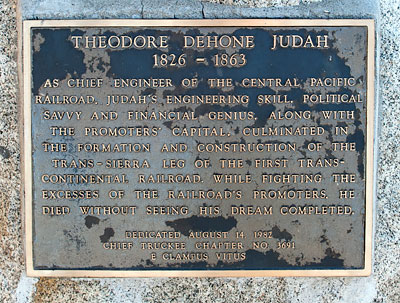 THEODORE DEHONE JUDAH
1826 - 1863
AS CHIEF ENGINEER OF THE CENTRAL PACIFIC
RAILROAD, JUDAH'S ENGINEERING SKILL, POLITICAL
SAVVY AND FINANCIAL GENIUS, ALONG WITH
THE PROMOTERS' CAPITAL, CULMINATED IN
THE FORMATION AND CONSTRUCTION OF THE
TRANS-SIERRA LEG OF THE FIRST TRANS-
CONTINENTAL RAILROAD. WHILE FIGHTING THE
EXCESSES OF THE RAILROAD'S PROMOTERS, HE
DIED WITHOUT SEEING HIS DREAM COMPLETED.
DEDICATED AUGUST 14, 1982
CHIEF TRUCKEE CHAPTER NO. 3691
E CLAMPUS VITUS